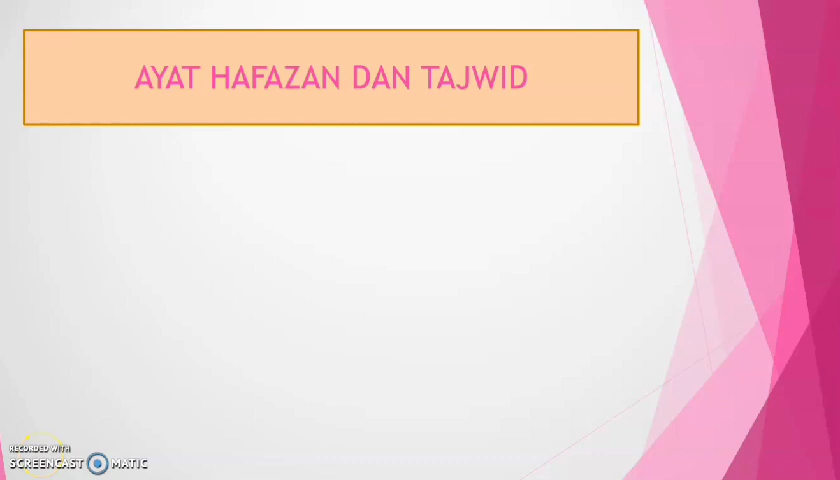 AYAT HAFAZAN DAN TAJWID
RECORDED WITH
SCREENCAST MATIC